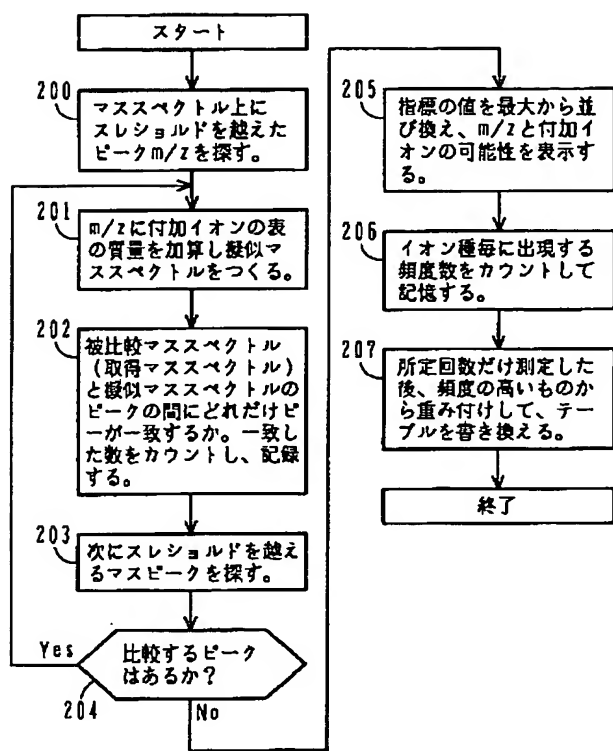 スタート
200
マススペクトル上に
スレショルドを越えた
ピークm/zを探す。
201
m/zに付加イオンの表
の質量を加算し擬似マ
ススペクトルをつくる。
202
被比較マススペクトル
(取得マススペクトル)
と擬似マススペクトルの
ピークの間にどれだけピ
ーが一致するか。一致し
た数をカウントし、記録
する。
203
次にスレショルドを越え
るマスピークを探す。
Yes
比較するピーク
はあるか?
204
No
205
指標の値を最大から並
び換え、m/zと付加イ
オンの可能性を表示す
る。
206
イオン種毎に出現する
頻度数をカウントして
記憶する。
207
所定回数だけ測定した
後、頻度の高いものか
ら重み付けして、テー
ブルを書き換える。
終了